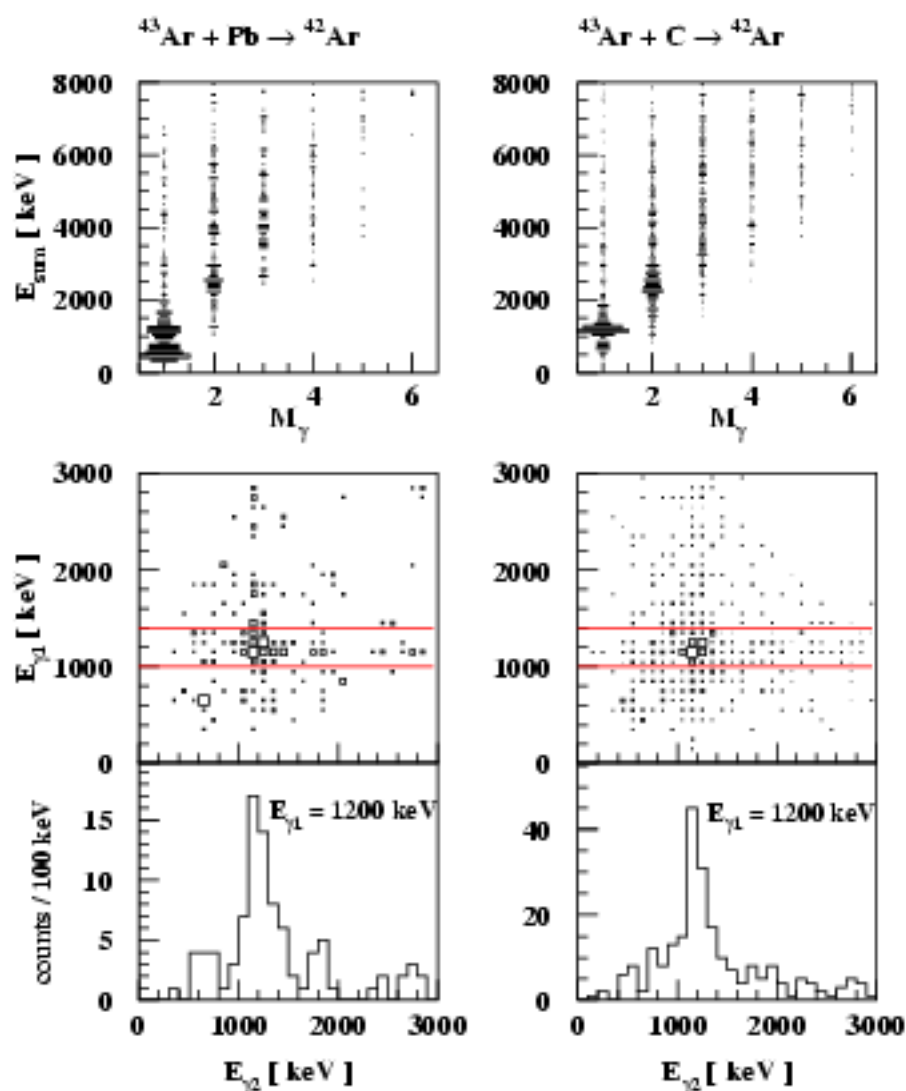 ⁴³Ar + Pb → ⁴²Ar
⁴³Ar + C → ⁴²Ar
E_sum [ keV ]
8000
6000
4000
2000
0
2 4 6
M_γ
8000
6000
4000
2000
0
2 4 6
M_γ
E_γ1 [ keV ]
3000
2000
1000
0
3000
2000
1000
0
counts / 100 keV
15
10
5
0
E_γ1 = 1200 keV
0 1000 2000 3000
E_γ2 [ keV ]
40
20
0
E_γ1 = 1200 keV
0 1000 2000 3000
E_γ2 [ keV ]